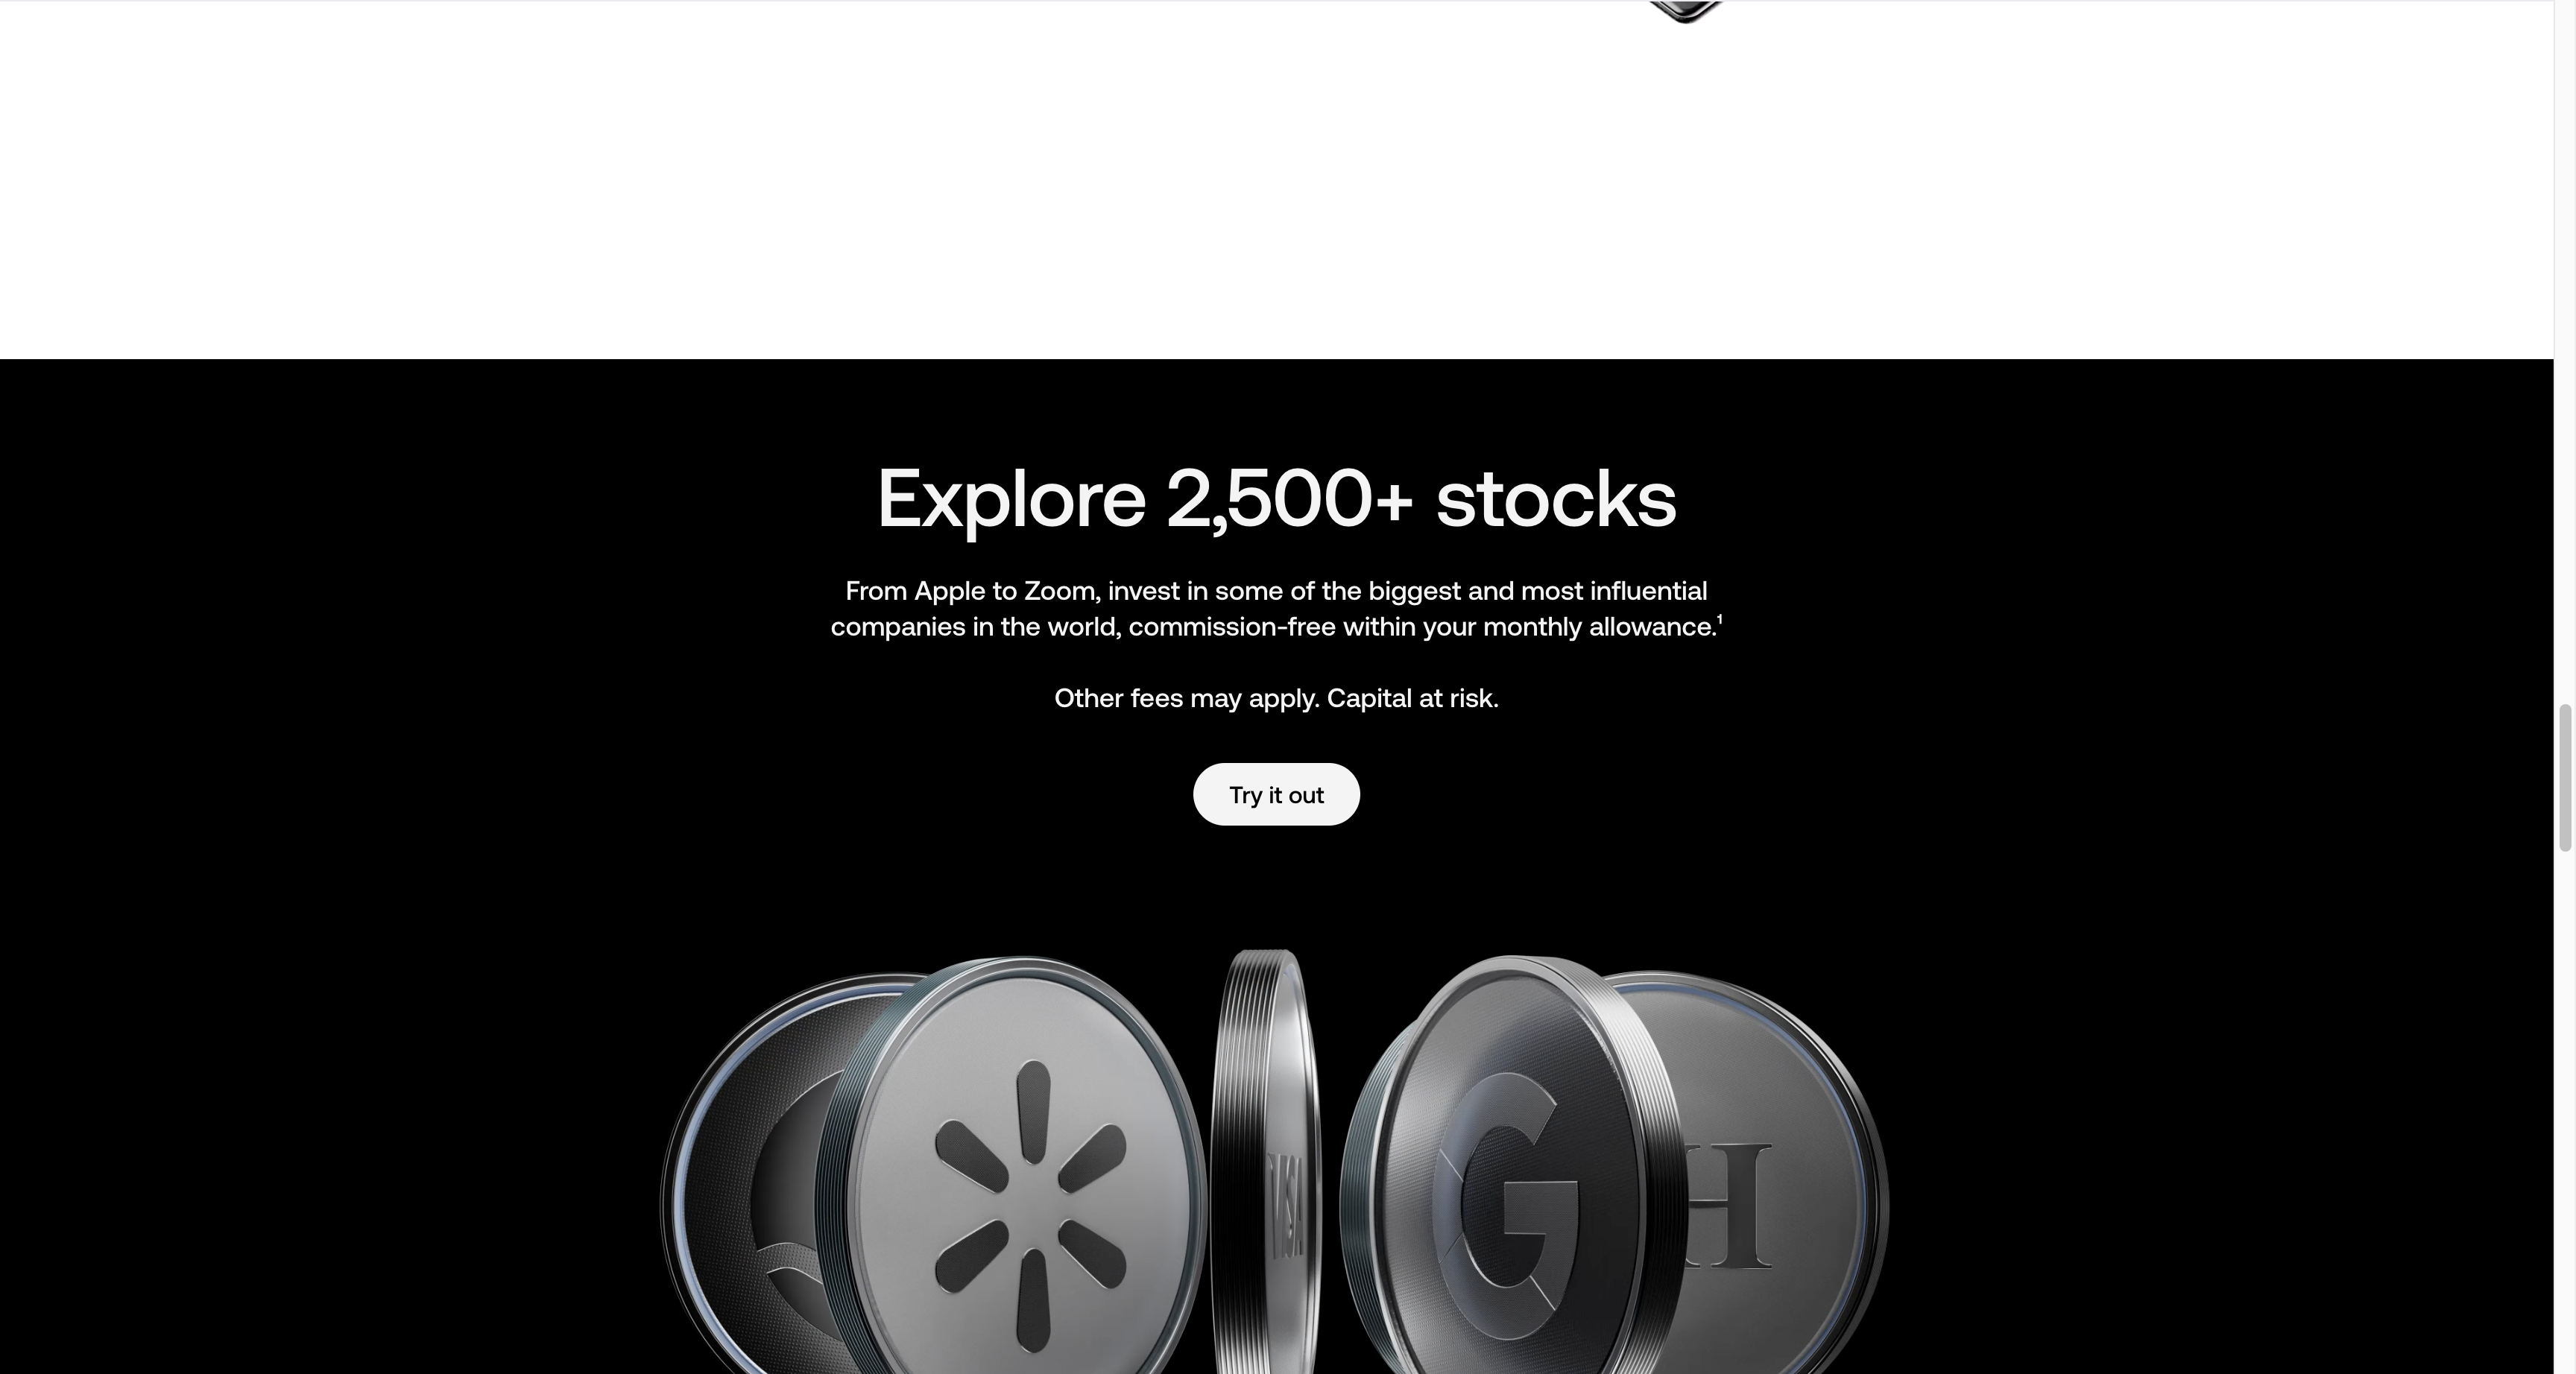 Explore 2,500+ stocks
From Apple to Zoom, invest in some of the biggest and most influential
companies in the world, commission-free within your monthly allowance.¹
Other fees may apply. Capital at risk.
Try it out
VISA
G
H